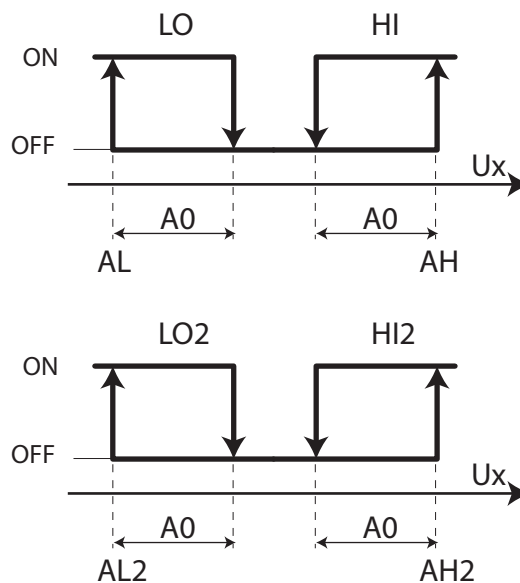 LO HI
ON
OFF
Ux
A0 A0
AL AH
LO2 HI2
ON
OFF
Ux
A0 A0
AL2 AH2